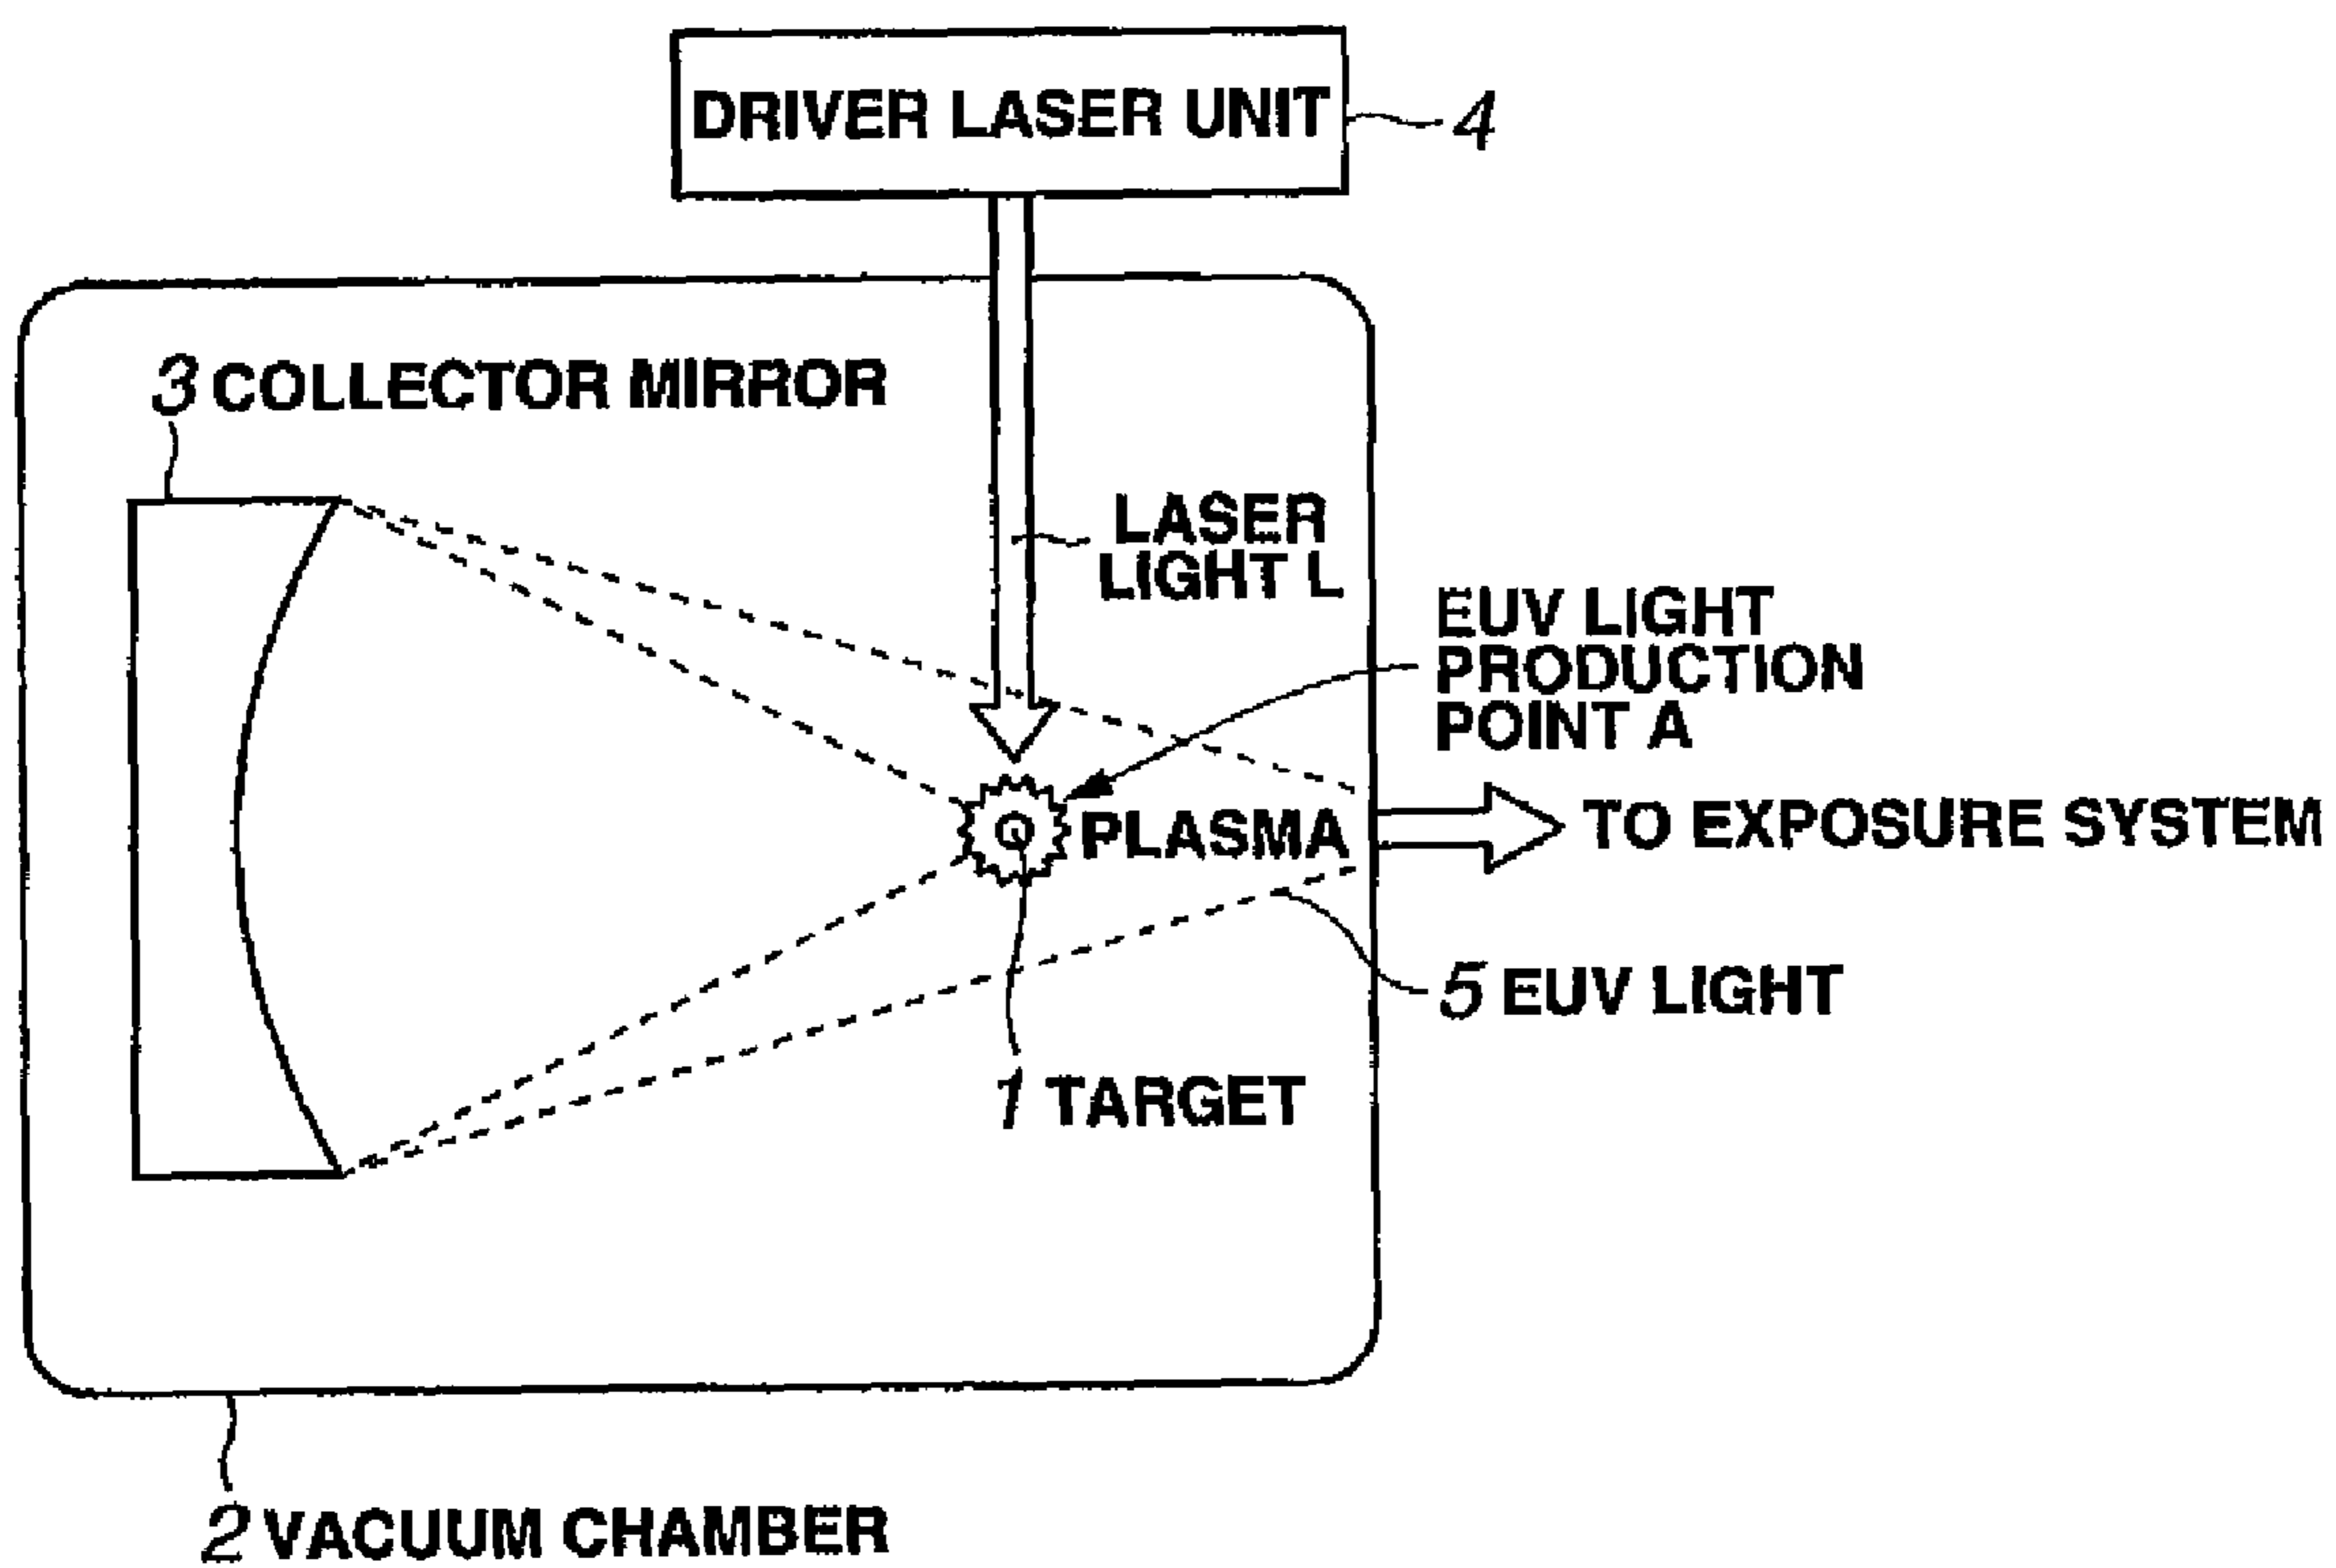 DRIVER LASER UNIT
4
3 COLLECTOR MIRROR
LASER
LIGHT L
EUV LIGHT
PRODUCTION
POINT A
PLASMA
TO EXPOSURE SYSTEM
5 EUV LIGHT
1 TARGET
2 VACUUM CHAMBER